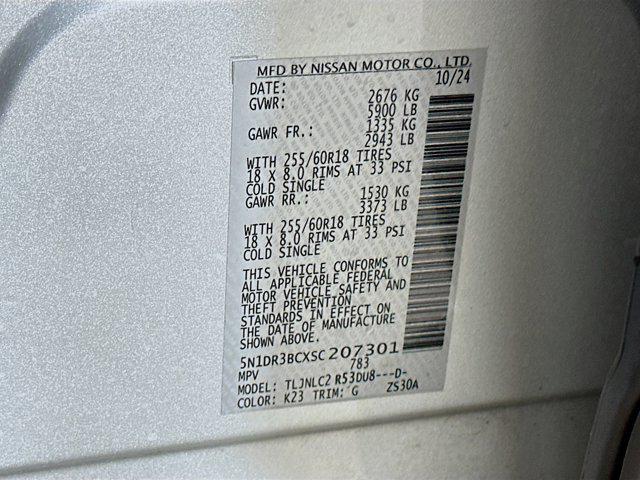 MFD BY NISSAN MOTOR CO., LTD.
DATE: 10/24
GVWR: 2676 KG
5900 LB
GAWR FR.: 1335 KG
2943 LB
WITH 255/60R18 TIRES
18 X 8.0 RIMS AT 33 PSI
COLD SINGLE
GAWR RR.: 1530 KG
3373 LB
WITH 255/60R18 TIRES
18 X 8.0 RIMS AT 33 PSI
COLD SINGLE
THIS VEHICLE CONFORMS TO
ALL APPLICABLE FEDERAL
MOTOR VEHICLE SAFETY AND
THEFT PREVENTION
STANDARDS IN EFFECT ON
THE DATE OF MANUFACTURE
SHOWN ABOVE.
5N1DR3BCXSC207301
MPV 783
MODEL: TLJNLC2 R53DU8---D-
COLOR: K23 TRIM: G ZS30A